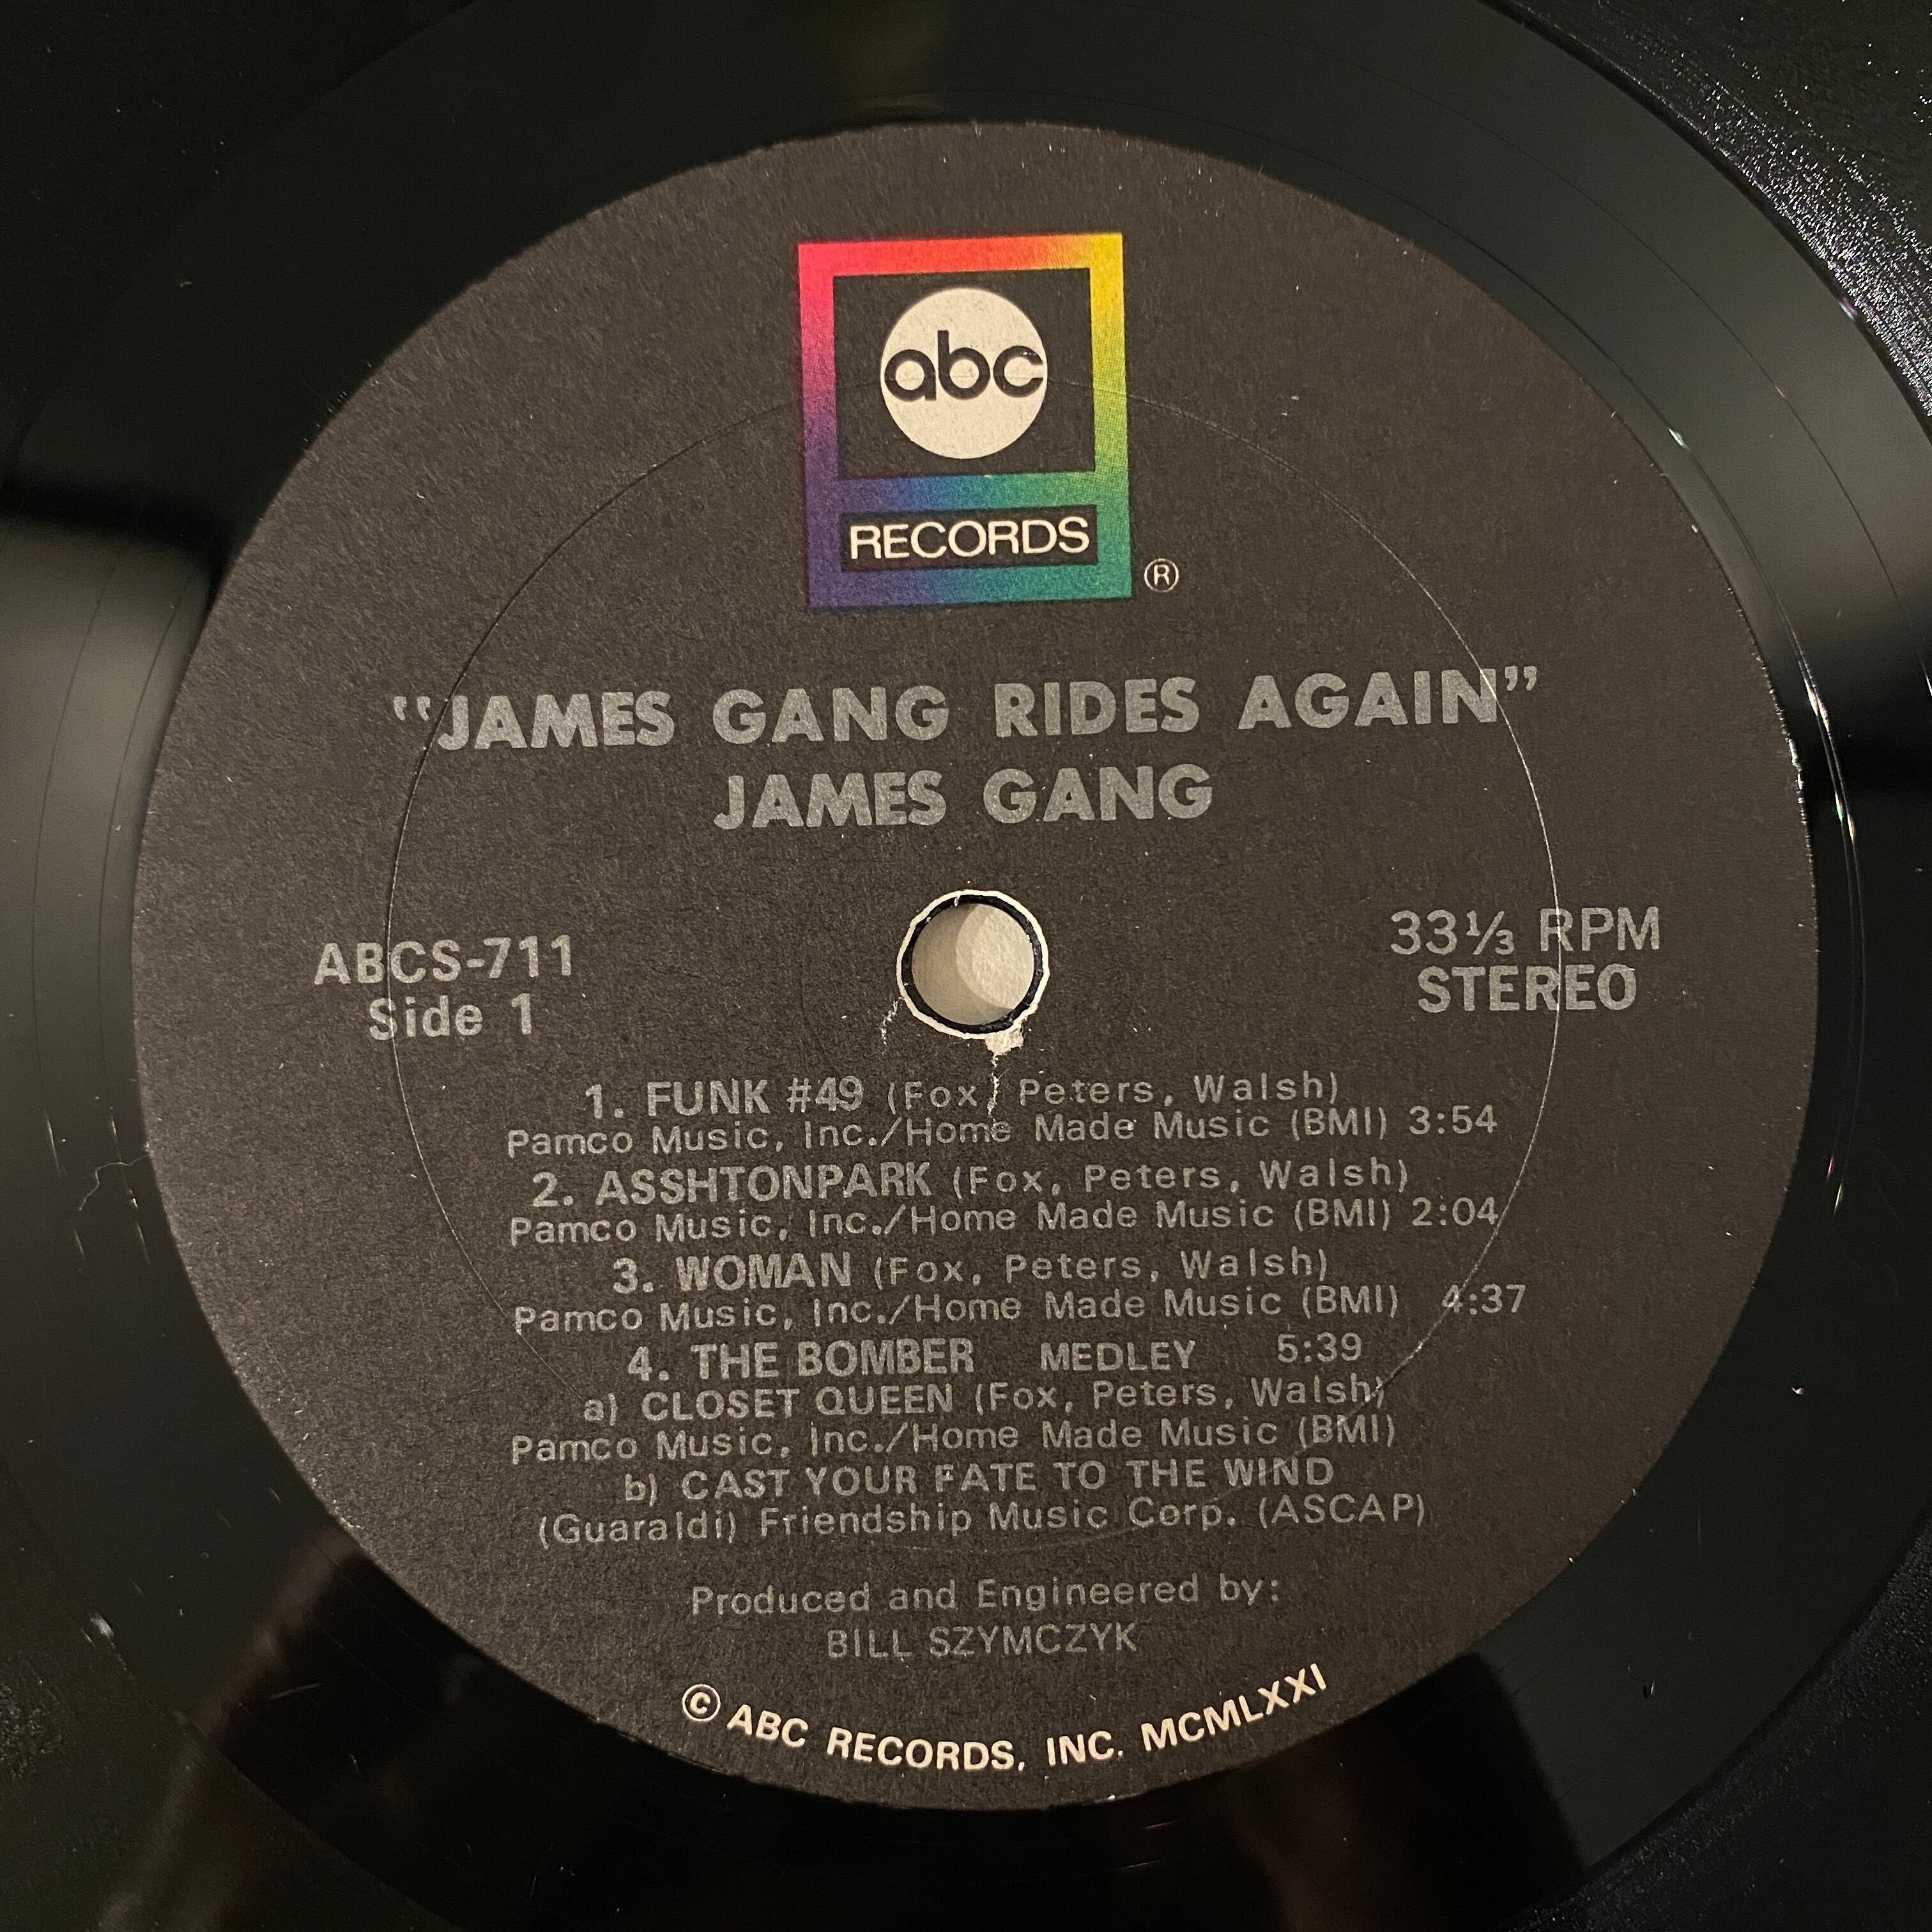 abc
RECORDS
®
"JAMES GANG RIDES AGAIN"
JAMES GANG
ABCS-711
Side 1
33⅓ RPM
STEREO
1. FUNK #49 (Fox, Peters, Walsh)
Pamco Music, Inc./Home Made Music (BMI) 3:54
2. ASSHTONPARK (Fox, Peters, Walsh)
Pamco Music, Inc./Home Made Music (BMI) 2:04
3. WOMAN (Fox, Peters, Walsh)
Pamco Music, Inc./Home Made Music (BMI) 4:37
4. THE BOMBER MEDLEY 5:39
a) CLOSET QUEEN (Fox, Peters, Walsh)
Pamco Music, Inc./Home Made Music (BMI)
b) CAST YOUR FATE TO THE WIND
(Guaraldi) Friendship Music Corp. (ASCAP)
Produced and Engineered by:
BILL SZYMCZYK
© ABC RECORDS, INC. MCMLXXI